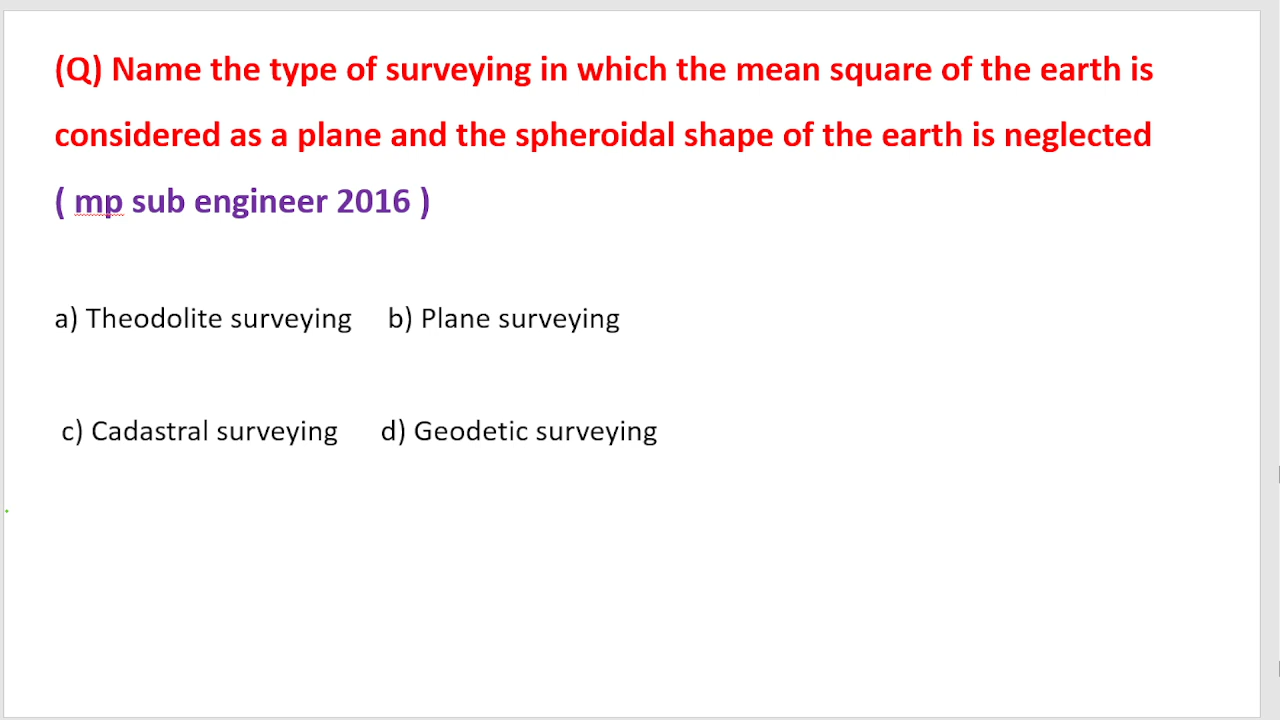 (Q) Name the type of surveying in which the mean square of the earth is
considered as a plane and the spheroidal shape of the earth is neglected
( mp sub engineer 2016 )
a) Theodolite surveying b) Plane surveying
c) Cadastral surveying d) Geodetic surveying